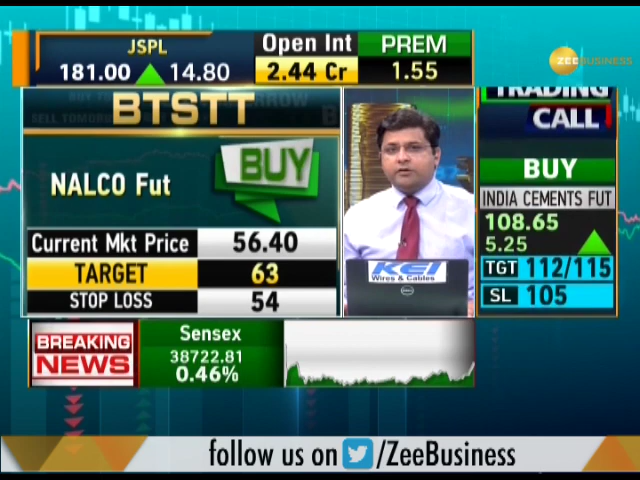 JSPL
181.00 14.80
Open Int
2.44 Cr
PREM
1.55
ZEEBUSINESS
BTSTT
NALCO Fut
BUY
Current Mkt Price 56.40
TARGET 63
STOP LOSS 54
KEI
Wires & Cables
DELL
TRADING
CALL
BUY
INDIA CEMENTS FUT
108.65
5.25
TGT 112/115
SL 105
BREAKING
NEWS
Sensex
38722.81
0.46%
follow us on /ZeeBusiness